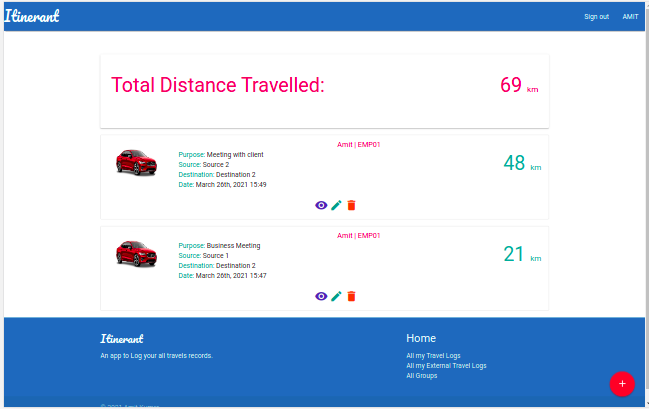 Itinerant
Sign out AMIT
Total Distance Travelled: 69 km
Amit | EMP01
Purpose: Meeting with client
Source: Source 2
Destination: Destination 2
Date: March 26th, 2021 15:49
48 km
Amit | EMP01
Purpose: Business Meeting
Source: Source 1
Destination: Destination 2
Date: March 26th, 2021 15:47
21 km
Itinerant
An app to Log your all travels records.
Home
All my Travel Logs
All my External Travel Logs
All Groups
+